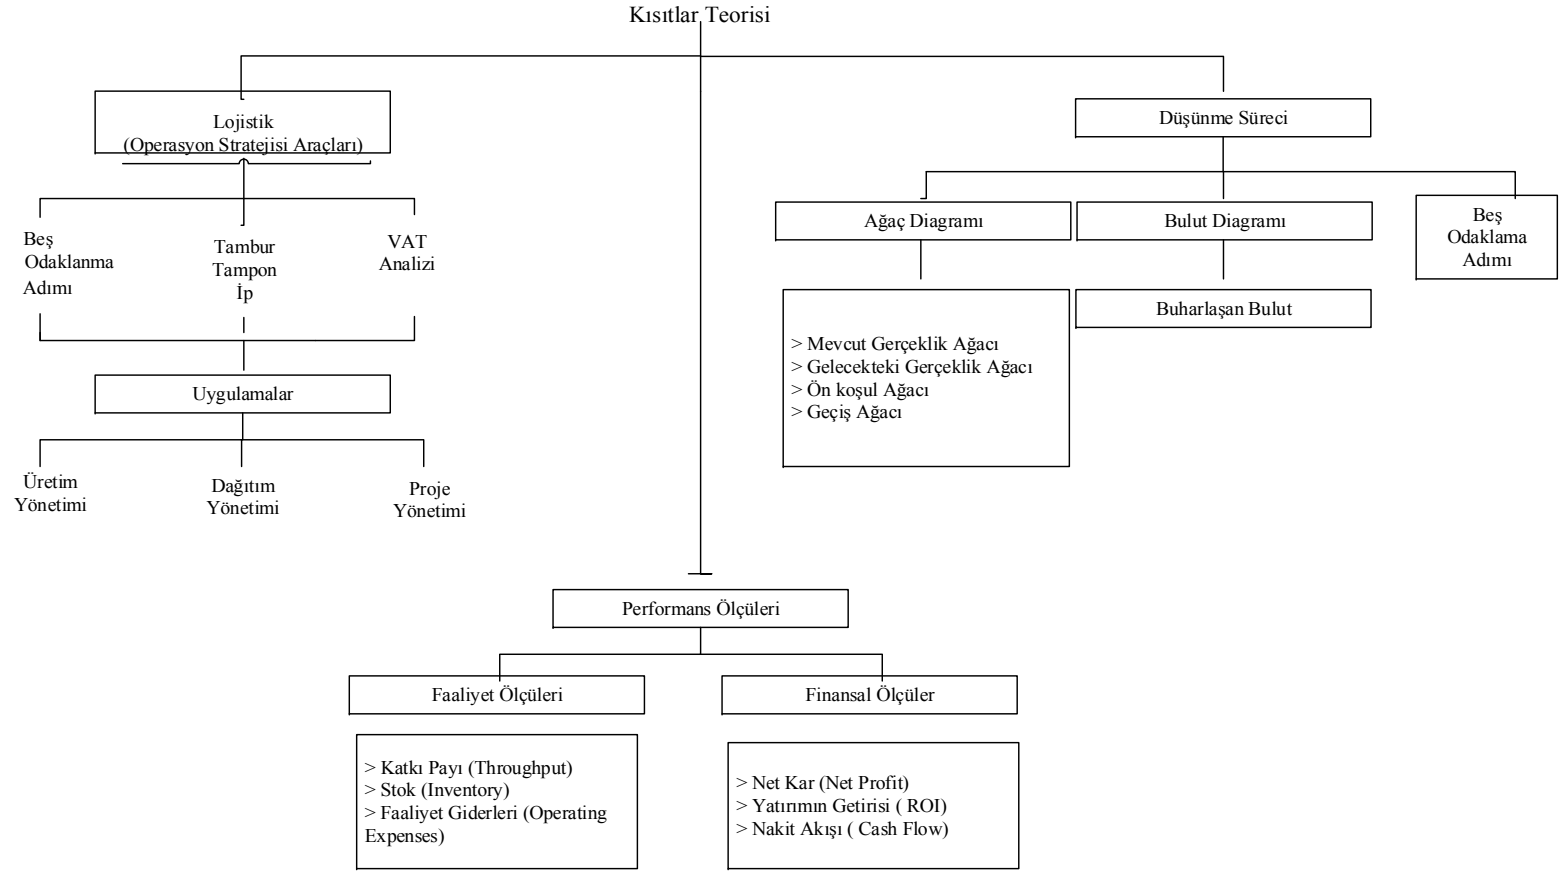 Kısıtlar Teorisi
Lojistik
(Operasyon Stratejisi Araçları)
Beş
Odaklanma
Adımı
Tambur
Tampon
İp
VAT
Analizi
Uygulamalar
Üretim
Yönetimi
Dağıtım
Yönetimi
Proje
Yönetimi
Düşünme Süreci
Ağaç Diagramı
> Mevcut Gerçeklik Ağacı
> Gelecekteki Gerçeklik Ağacı
> Ön koşul Ağacı
> Geçiş Ağacı
Bulut Diagramı
Buharlaşan Bulut
Beş
Odaklama
Adımı
Performans Ölçüleri
Faaliyet Ölçüleri
> Katkı Payı (Throughput)
> Stok (Inventory)
> Faaliyet Giderleri (Operating
Expenses)
Finansal Ölçüler
> Net Kar (Net Profit)
> Yatırımın Getirisi ( ROI)
> Nakit Akışı ( Cash Flow)